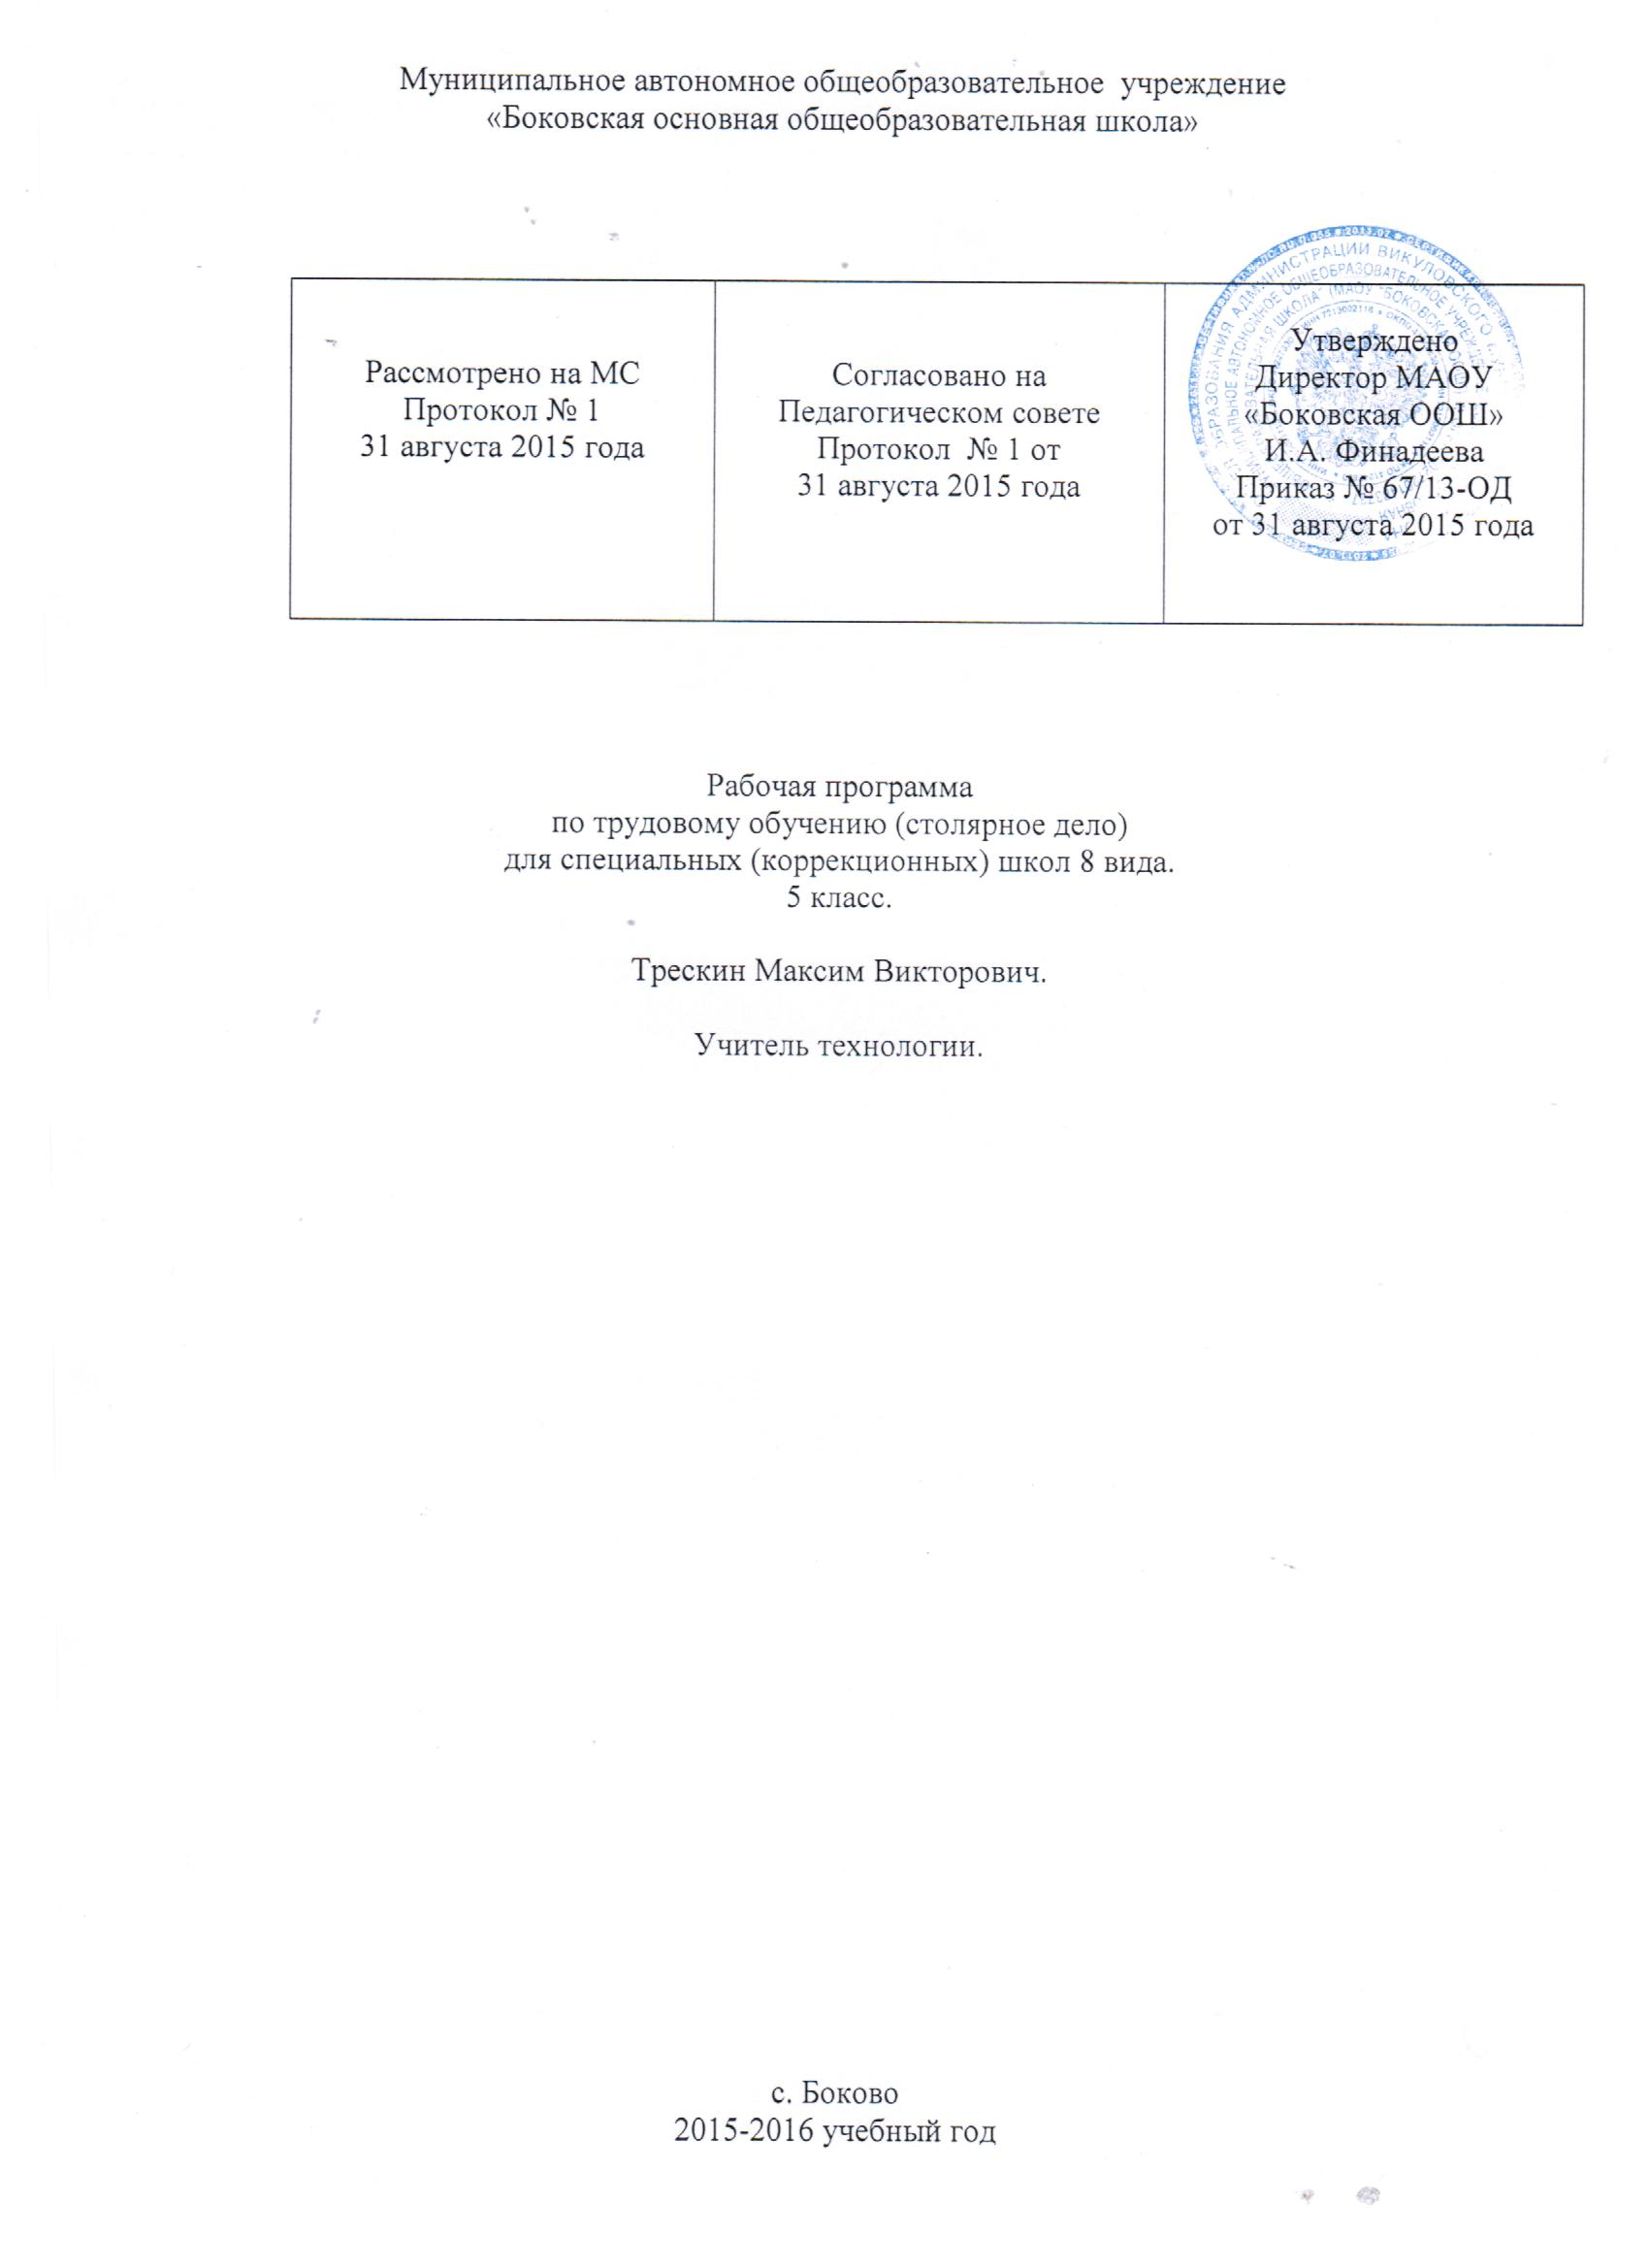 Муниципальное автономное общеобразовательное учреждение
«Боковская основная общеобразовательная школа»
Рассмотрено на МС
Протокол № 1
31 августа 2015 года
Согласовано на
Педагогическом совете
Протокол № 1 от
31 августа 2015 года
Утверждено
Директор МАОУ
«Боковская ООШ»
И.А. Финадеева
Приказ № 67/13-ОД
от 31 августа 2015 года
Рабочая программа
по трудовому обучению (столярное дело)
для специальных (коррекционных) школ 8 вида.
5 класс.
Трескин Максим Викторович.
Учитель технологии.
с. Боково
2015-2016 учебный год